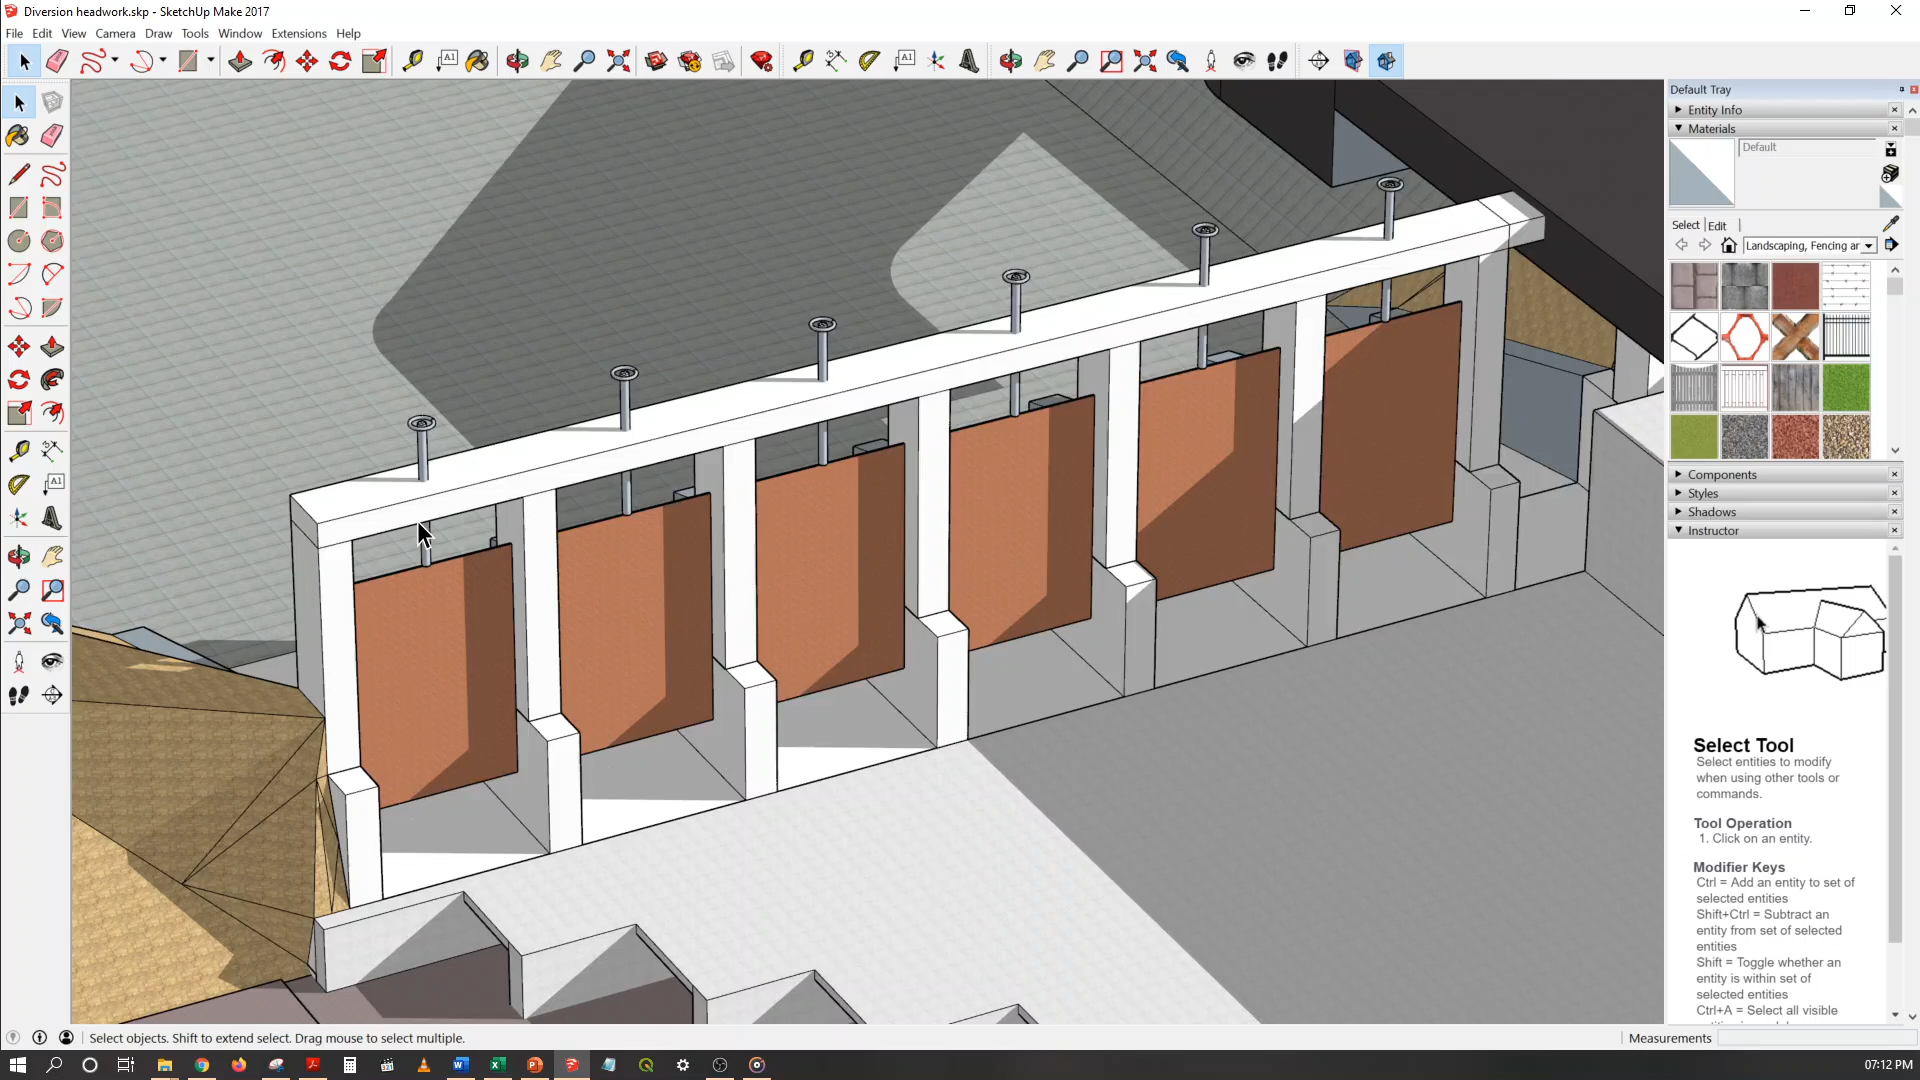 Diversion headwork.skp - SketchUp Make 2017
File Edit View Camera Draw Tools Window Extensions Help
Default Tray
Entity Info
Materials
Default
Select Edit
Landscaping, Fencing ar
Components
Styles
Shadows
Instructor
Select Tool
Select entities to modify
when using other tools or
commands.
Tool Operation
1. Click on an entity.
Modifier Keys
Ctrl = Add an entity to set of
selected entities
Shift+Ctrl = Subtract an
entity from set of selected
entities
Shift = Toggle whether an
entity is within set of
selected entities
Ctrl+A = Select all visible
Select objects. Shift to extend select. Drag mouse to select multiple.
Measurements
07:12 PM